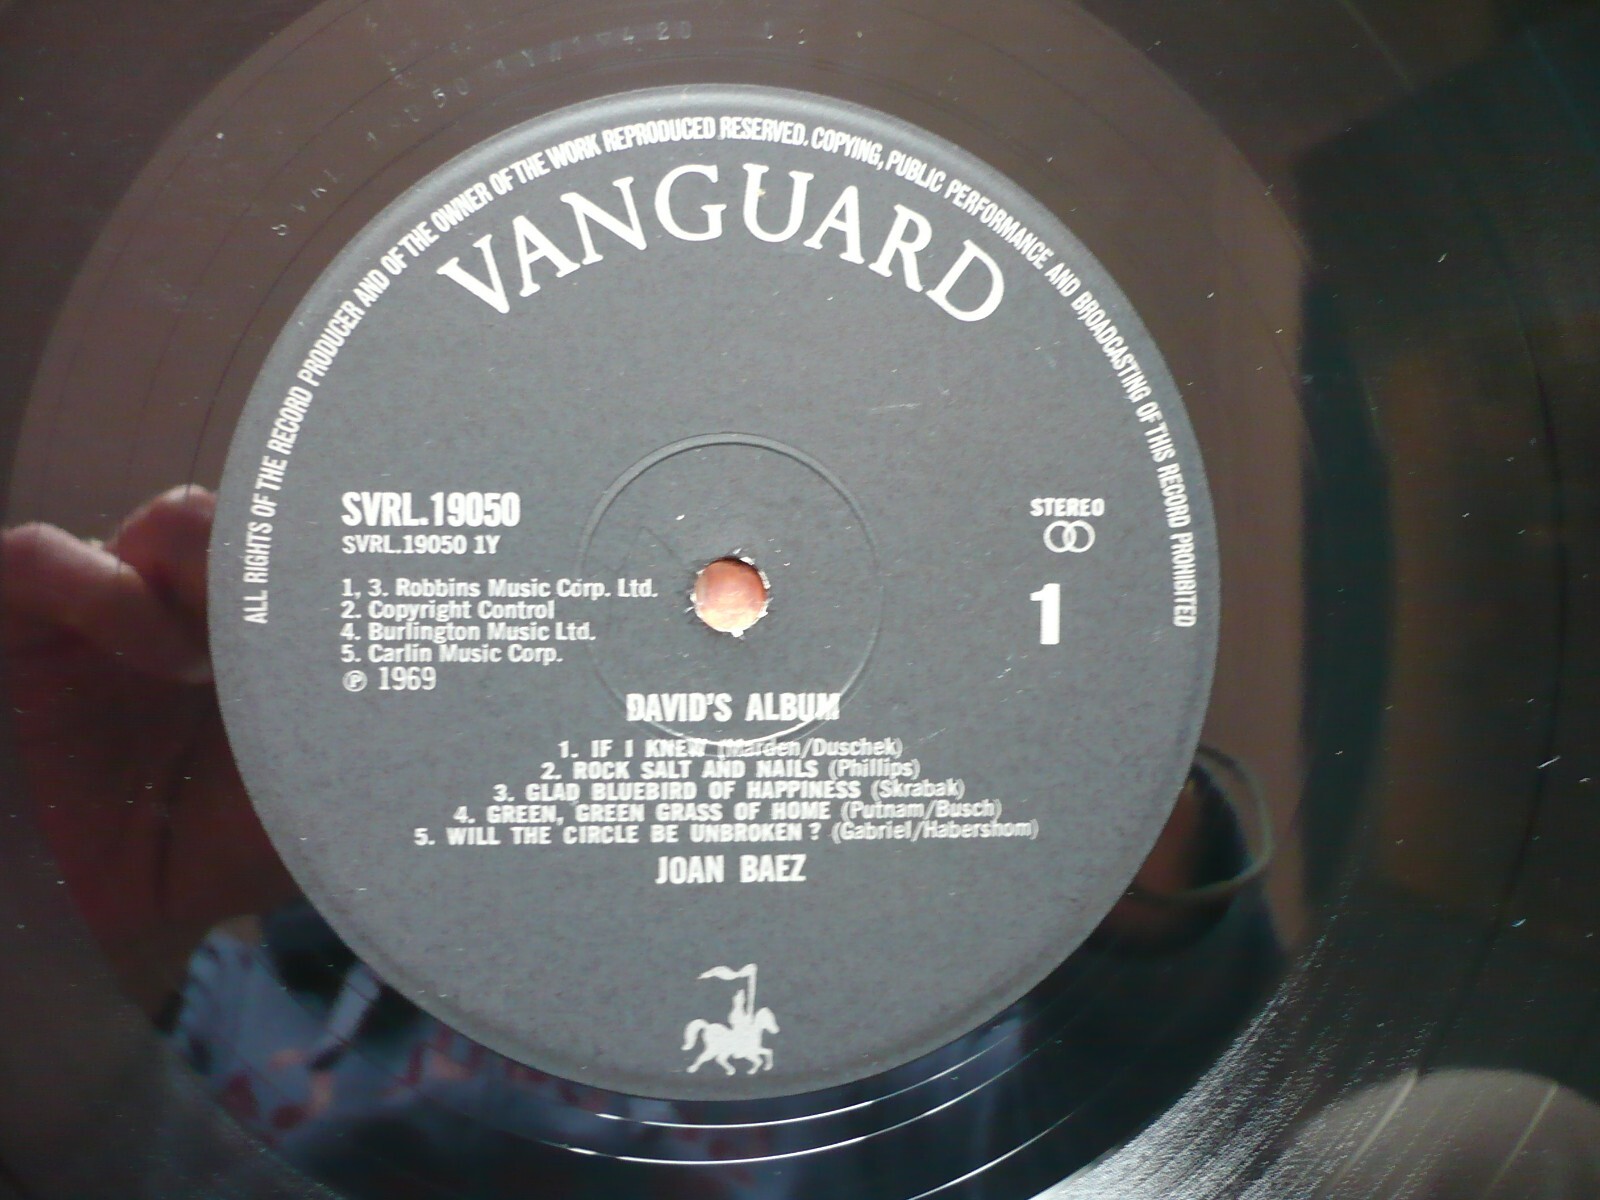 ALL RIGHTS OF THE RECORD PRODUCER AND OF THE OWNER OF THE WORK REPRODUCED RESERVED. COPYING, PUBLIC PERFORMANCE AND BROADCASTING OF THIS RECORD PROHIBITED
VANGUARD
SVRL.19050
SVRL.19050 1Y
STEREO
1
1, 3. Robbins Music Corp. Ltd.
2. Copyright Control
4. Burlington Music Ltd.
5. Carlin Music Corp.
℗ 1969
DAVID'S ALBUM
1. IF I KNEW (Marden/Duschek)
2. ROCK SALT AND NAILS (Phillips)
3. GLAD BLUEBIRD OF HAPPINESS (Skrabak)
4. GREEN, GREEN GRASS OF HOME (Putnam/Busch)
5. WILL THE CIRCLE BE UNBROKEN? (Gabriel/Habershom)
JOAN BAEZ